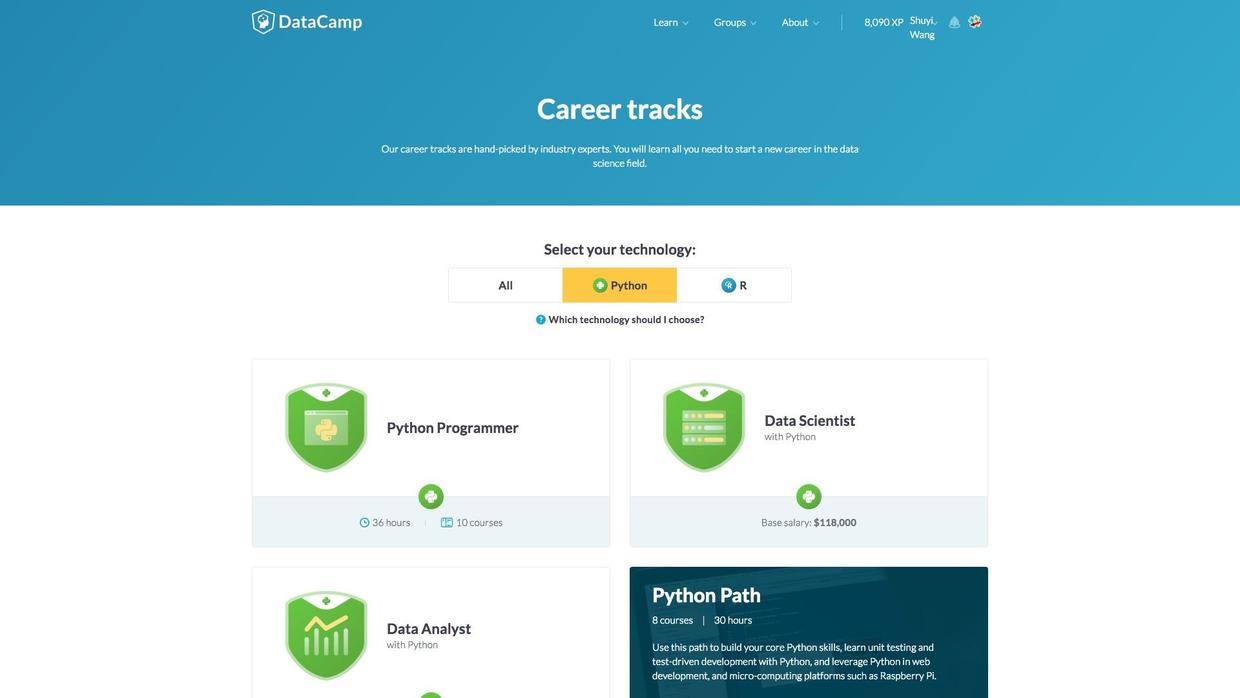 DataCamp
Learn
Groups
About
8,090 XP
Shuyi
Wang
Career tracks
Our career tracks are hand-picked by industry experts. You will learn all you need to start a new career in the data
science field.
Select your technology:
All
Python
R
Which technology should I choose?
Python Programmer
36 hours
10 courses
Data Scientist
with Python
Base salary: $118,000
Data Analyst
with Python
Python Path
8 courses | 30 hours
Use this path to build your core Python skills, learn unit testing and
test-driven development with Python, and leverage Python in web
development, and micro-computing platforms such as Raspberry Pi.